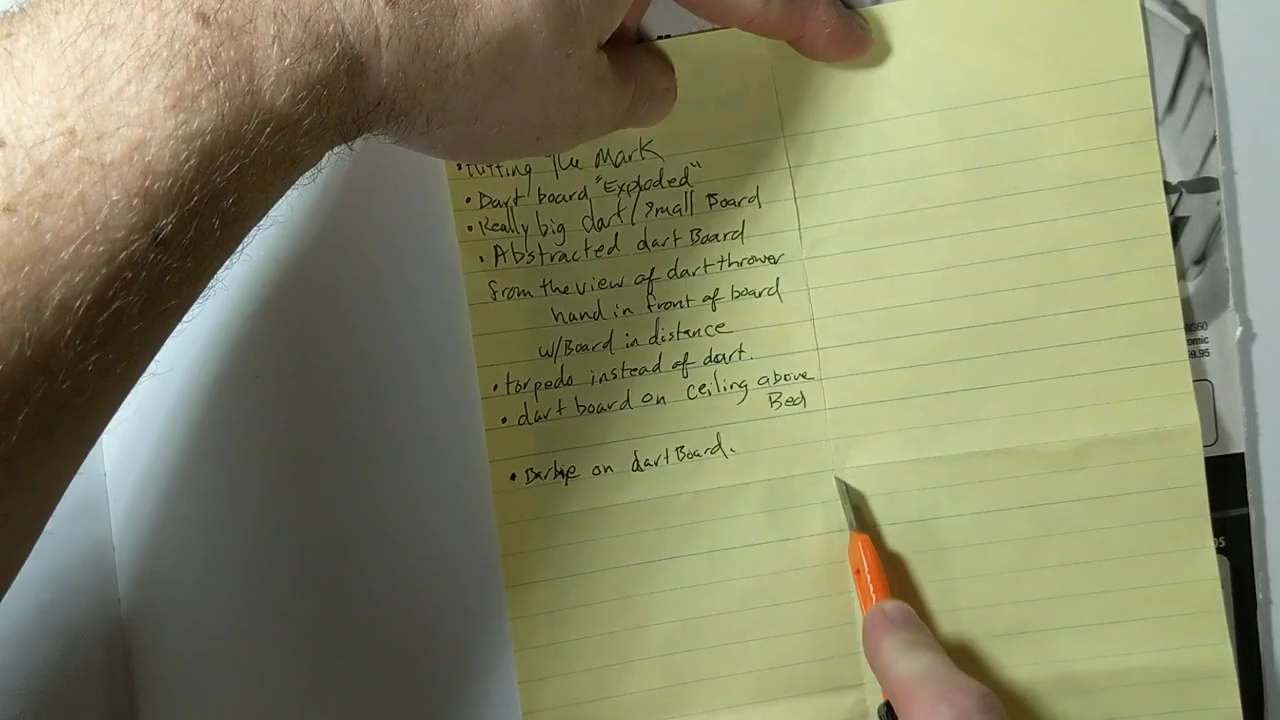 The Mark
• Dart board "Exploded"
• Really big dart/Small Board
• Abstracted dart Board
from the view of dart thrower
hand in front of board
w/Board in distance
• torpedo instead of dart.
• dart board on ceiling above
Bed
• Barbie on dart Board.